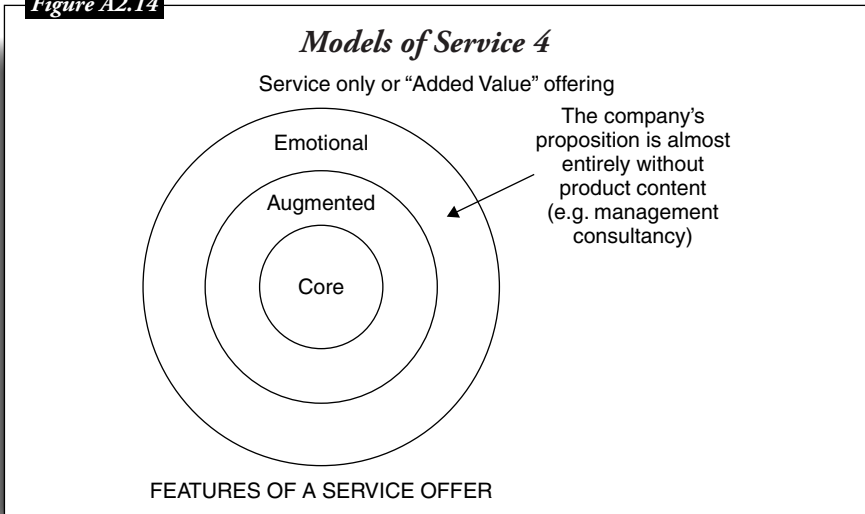 Figure A2.14
Models of Service 4
Service only or “Added Value” offering
The company’s
proposition is almost
entirely without
product content
(e.g. management
consultancy)
Emotional
Augmented
Core
FEATURES OF A SERVICE OFFER